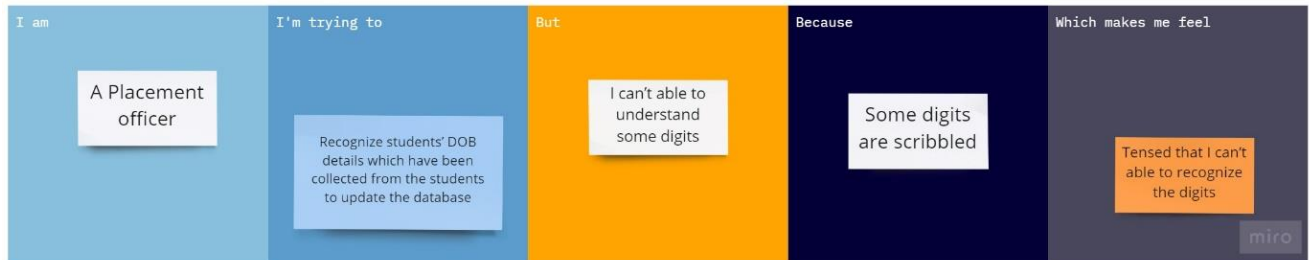 I am
A Placement
officer
I'm trying to
Recognize students' DOB
details which have been
collected from the students
to update the database
But
I can't able to
understand
some digits
Because
Some digits
are scribbled
Which makes me feel
Tensed that I can't
able to recognize
the digits
miro